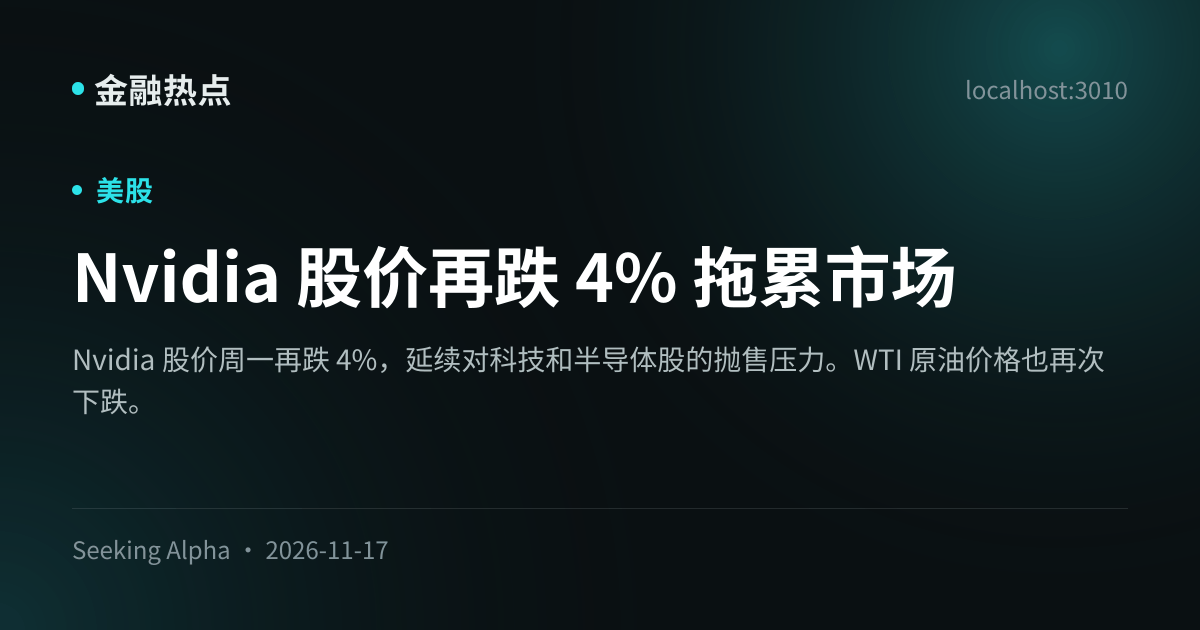 金融热点
localhost:3010
美股
Nvidia 股价再跌 4% 拖累市场
Nvidia 股价周一再跌 4%，延续对科技和半导体股的抛售压力。WTI 原油价格也再次
下跌。
Seeking Alpha · 2026-11-17